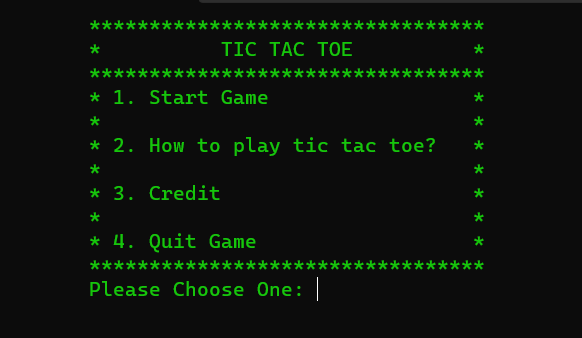 *********************************
*          TIC TAC TOE          *
*********************************
* 1. Start Game                 *
*                               *
* 2. How to play tic tac toe?   *
*                               *
* 3. Credit                     *
*                               *
* 4. Quit Game                  *
*********************************
Please Choose One: